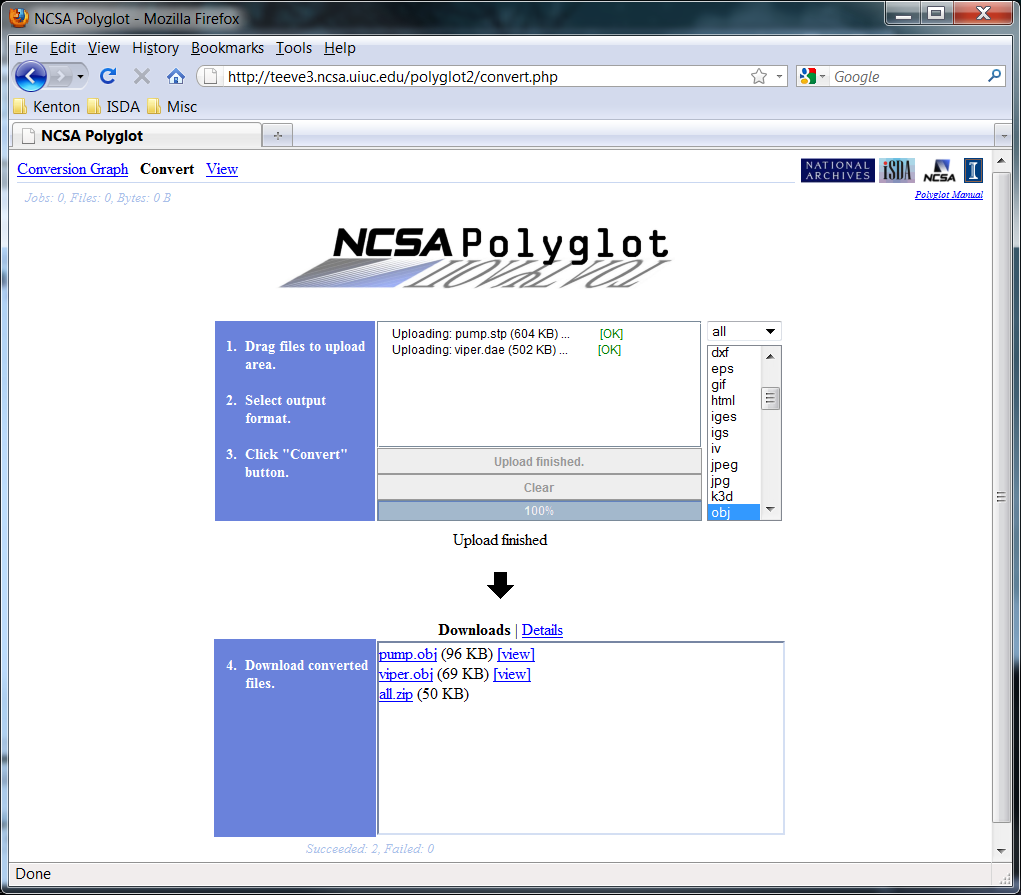 NCSA Polyglot - Mozilla Firefox
File Edit View History Bookmarks Tools Help
http://teeve3.ncsa.uiuc.edu/polyglot2/convert.php
Google
Kenton ISDA Misc
NCSA Polyglot
Conversion Graph Convert View
NATIONAL ARCHIVES iSDA NCSA I
Polyglot Manual
Jobs: 0, Files: 0, Bytes: 0 B
NCSA Polyglot
1. Drag files to upload
area.
2. Select output
format.
3. Click "Convert"
button.
Uploading: pump.stp (604 KB) ... [OK]
Uploading: viper.dae (502 KB) ... [OK]
Upload finished.
Clear
100%
all
dxf
eps
gif
html
iges
igs
iv
jpeg
jpg
k3d
obj
Upload finished
Downloads | Details
4. Download converted
files.
pump.obj (96 KB) [view]
viper.obj (69 KB) [view]
all.zip (50 KB)
Succeeded: 2, Failed: 0
Done